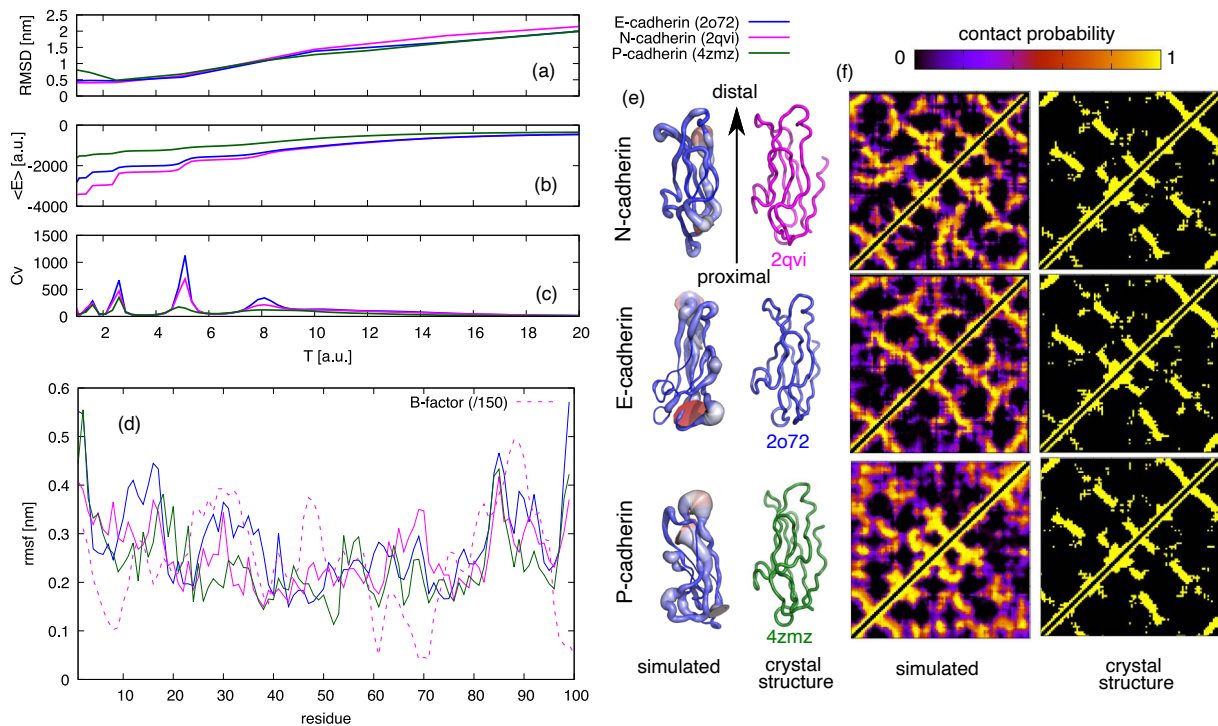 2.5
2
1.5
1
0.5
0
RMSD [nm]
(a)
0
-2000
-4000
<E> [a.u.]
(b)
1500
1000
500
0
Cv
(c)
2 4 6 8 10 12 14 16 18 20
T [a.u.]
E-cadherin (2o72)
N-cadherin (2qvi)
P-cadherin (4zmz)
0.6
0.5
0.4
0.3
0.2
0.1
0
rmsf [nm]
(d)
B-factor (/150)
10 20 30 40 50 60 70 80 90 100
residue
(e)
distal
proximal
N-cadherin
2qvi
E-cadherin
2o72
P-cadherin
4zmz
simulated
crystal
structure
contact probability
0 1
(f)
simulated
crystal
structure